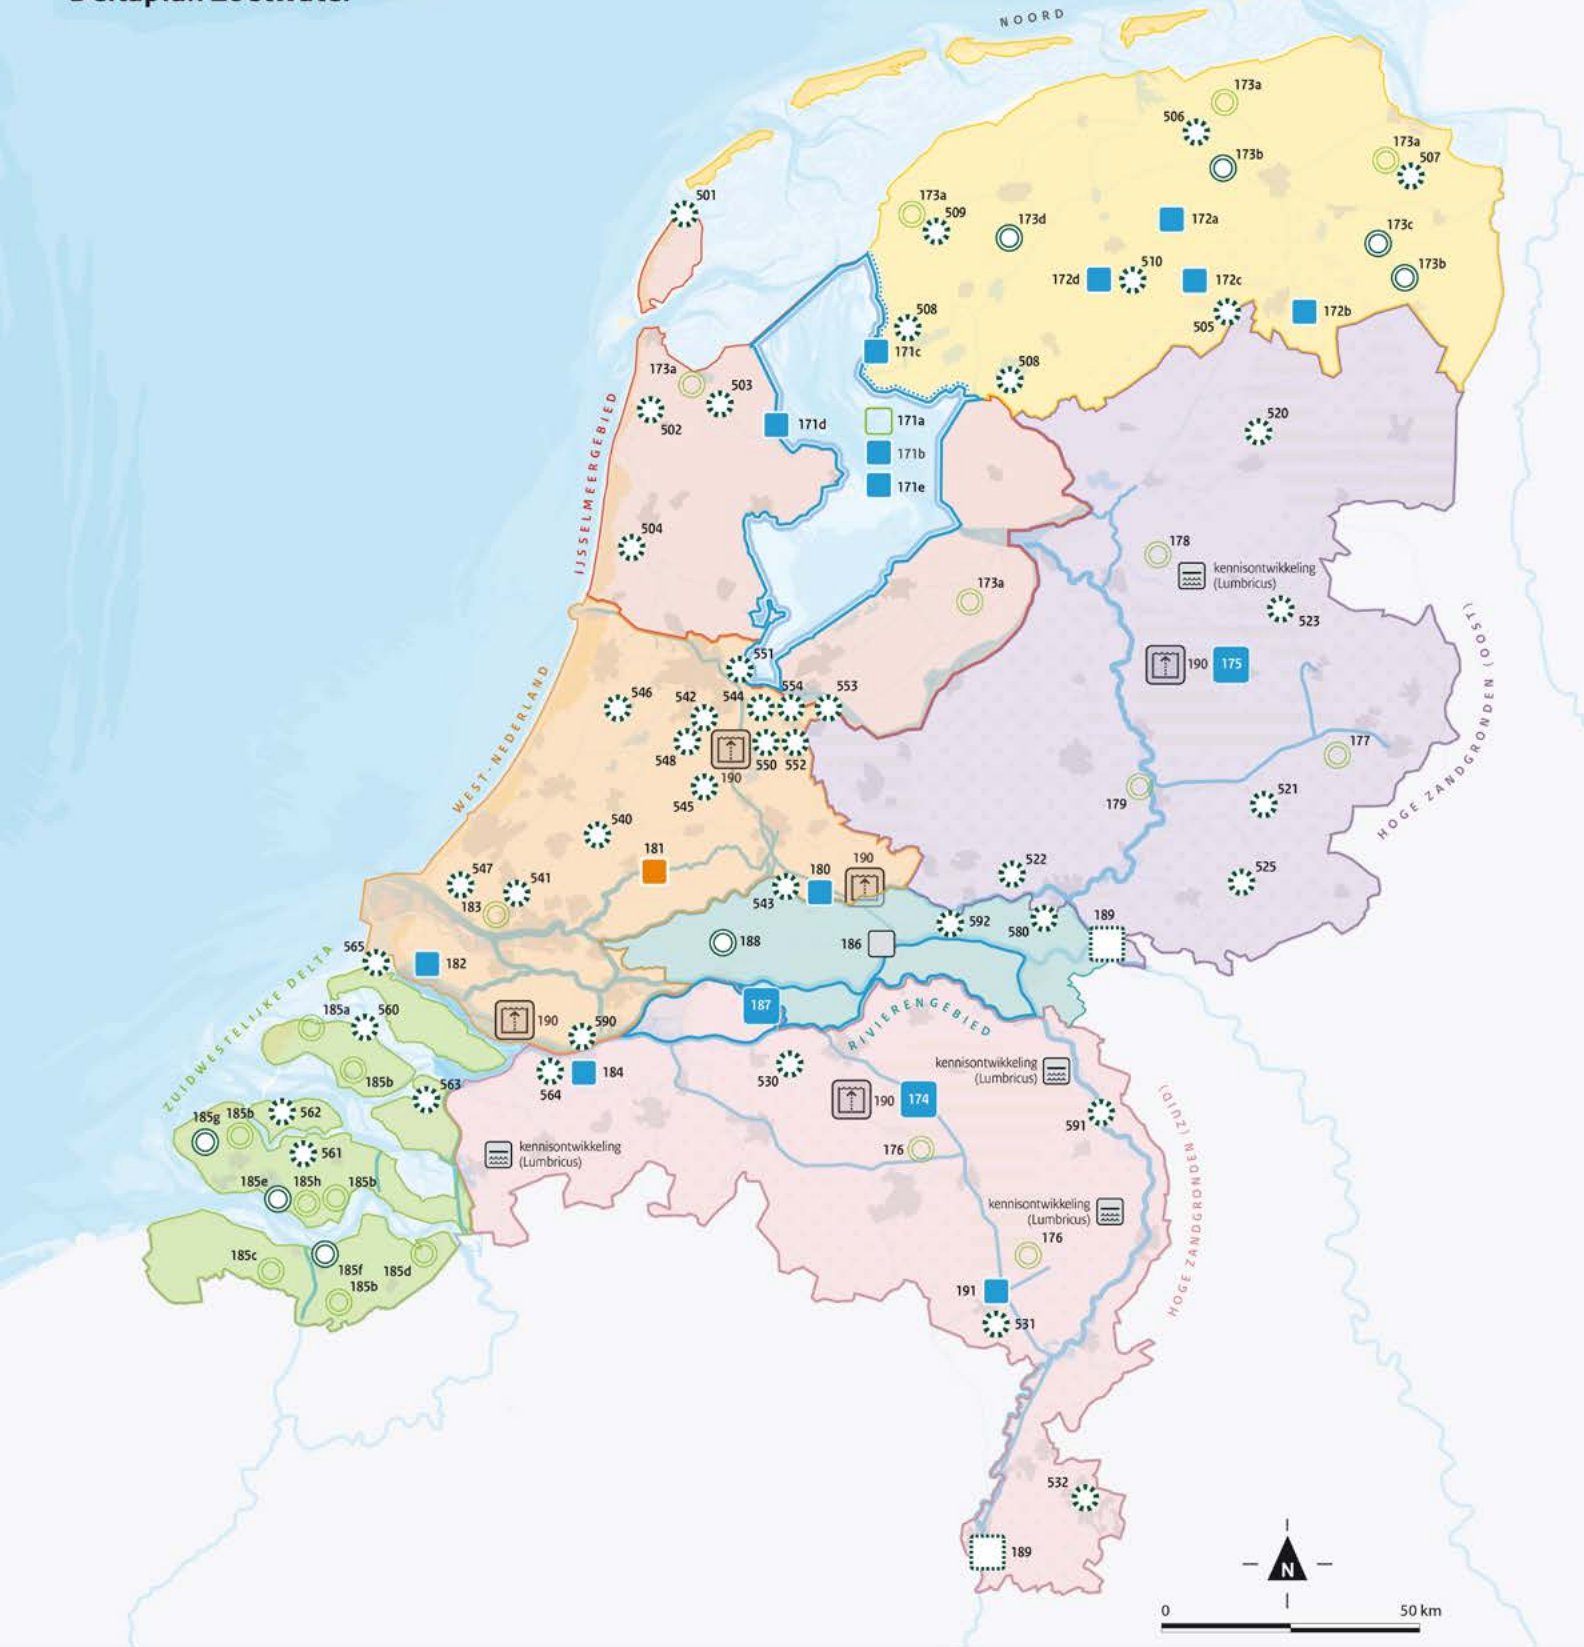 NOORD
173a
506
173b
173a
507
501
173a
509
173d
172a
173c
172d
510
172c
173b
508
505
172b
171c
508
173a
503
502
171d
171a
171b
171e
520
IJSSELMEERGEBIED
504
178
kennisontwikkeling
(Lumbricus)
173a
523
551
190
175
HOGE ZANDGRONDEN (OOST)
WEST-NEDERLAND
546
542
544
554
553
548
190
550
552
177
545
179
521
540
181
180
190
522
525
547
541
183
543
592
580
189
565
182
188
186
ZUIDWESTELIJKE DELTA
185a
560
190
590
187
RIVIERENGEBIED
185b
563
564
184
530
kennisontwikkeling
(Lumbricus)
190
174
591
185g
185b
562
561
kennisontwikkeling
(Lumbricus)
176
HOGE ZANDGRONDEN (ZUID)
185e
185h
185b
kennisontwikkeling
(Lumbricus)
176
185c
185f
185d
185b
191
531
532
189
N
0
50 km